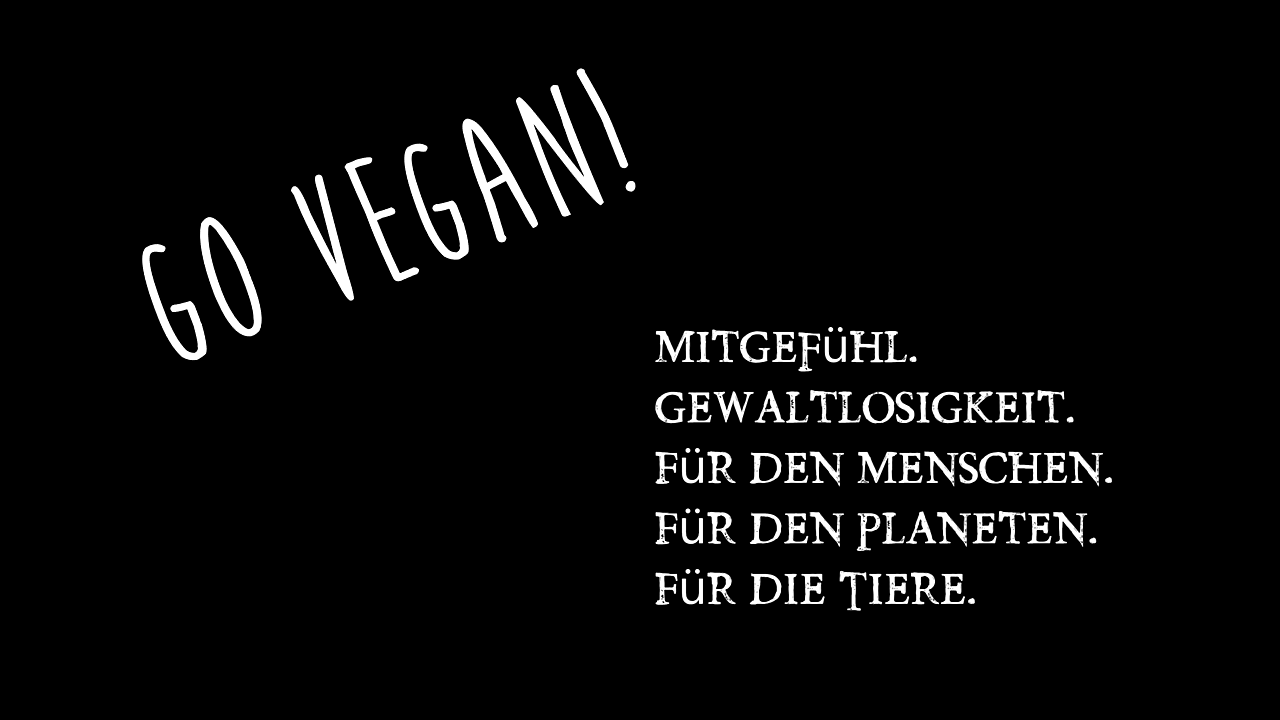 GO VEGAN!
MITGEFÜHL.
GEWALTLOSIGKEIT.
FÜR DEN MENSCHEN.
FÜR DEN PLANETEN.
FÜR DIE TIERE.